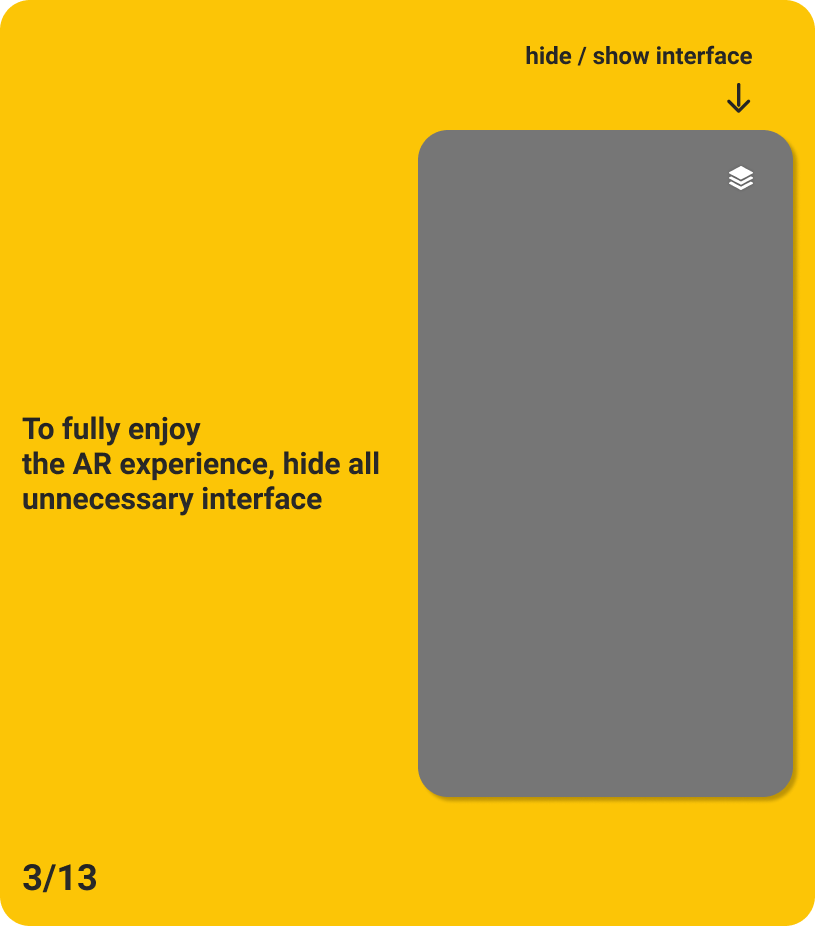 hide / show interface
To fully enjoy
the AR experience, hide all
unnecessary interface
3/13